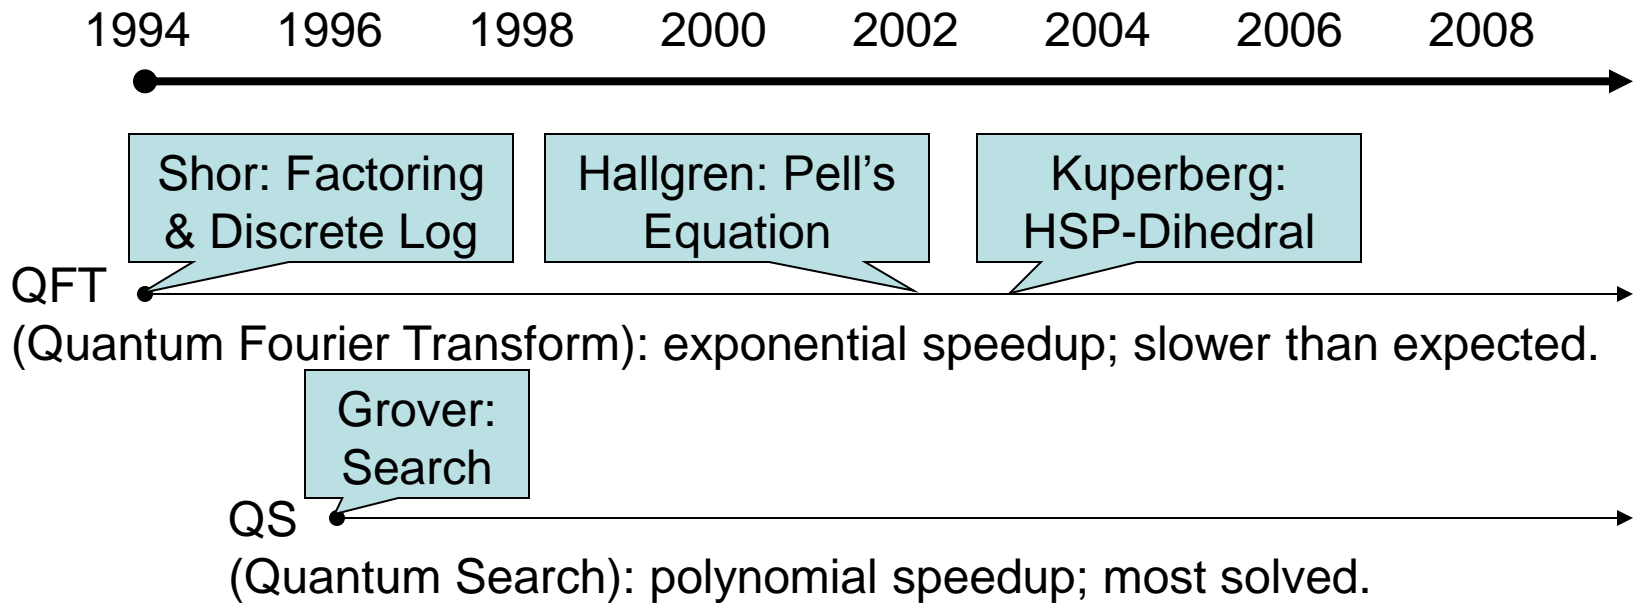 1994 1996 1998 2000 2002 2004 2006 2008
Shor: Factoring
& Discrete Log
Hallgren: Pell's
Equation
Kuperberg:
HSP-Dihedral
QFT
(Quantum Fourier Transform): exponential speedup; slower than expected.
Grover:
Search
QS
(Quantum Search): polynomial speedup; most solved.